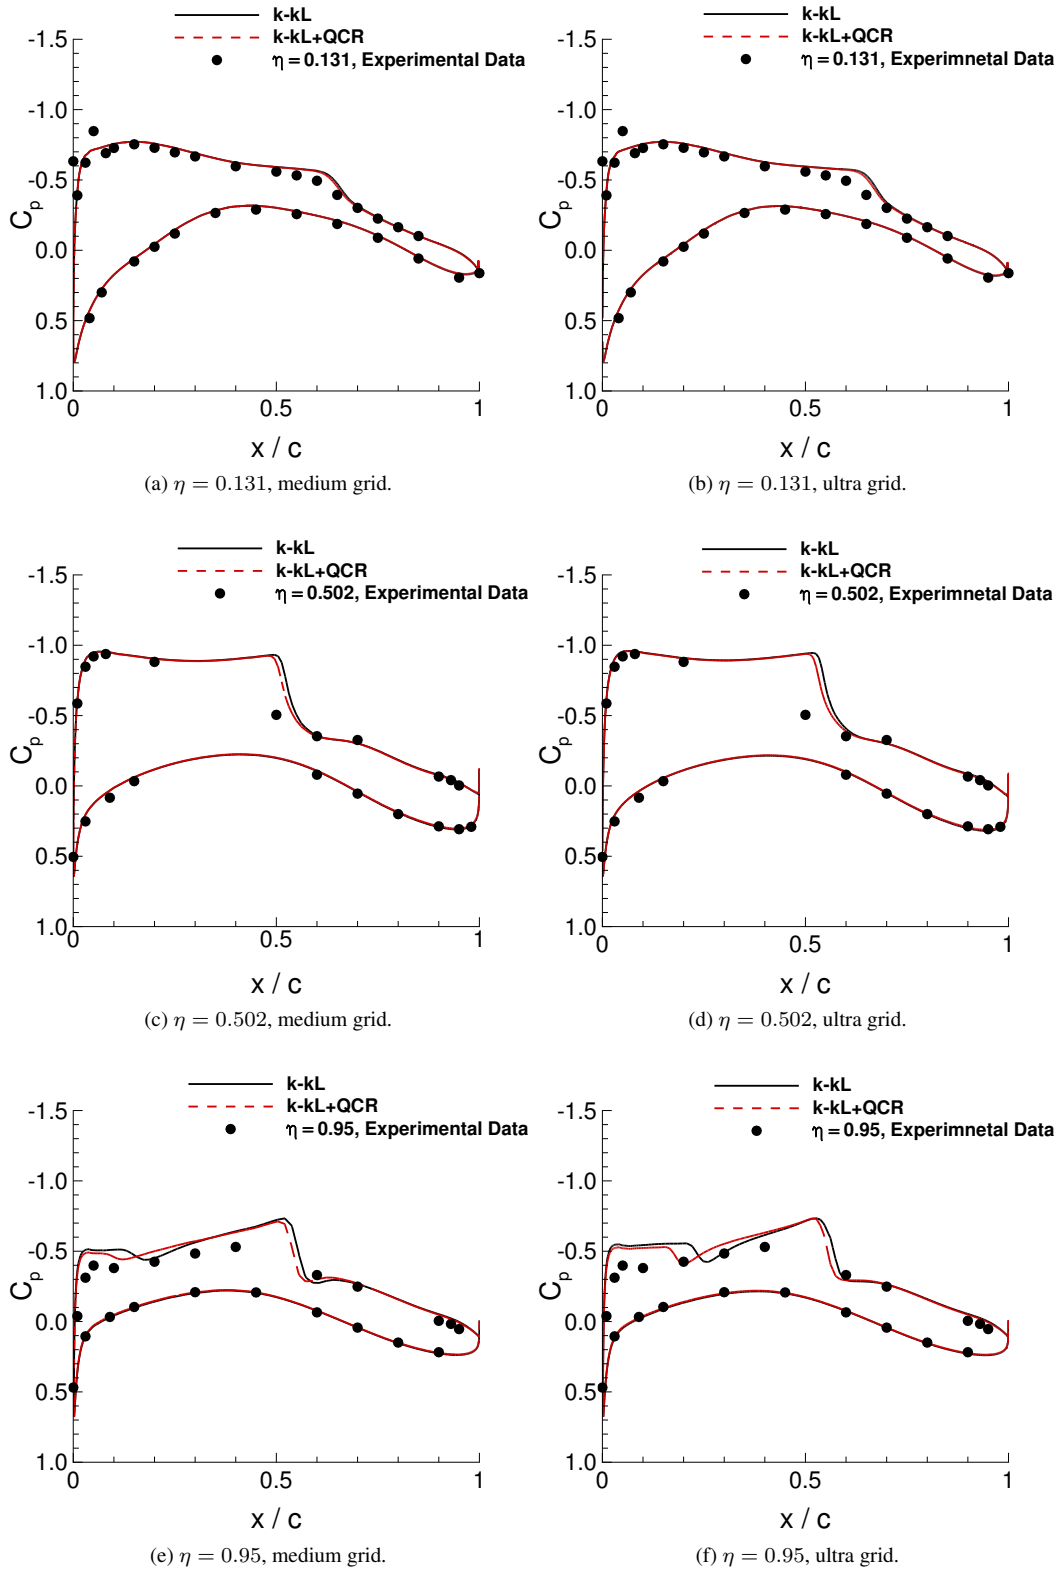 k-kL
k-kL+QCR
η = 0.131, Experimental Data
-1.5
-1.0
-0.5
0.0
0.5
1.0
Cp
0
0.5
1
x / c
(a) η = 0.131, medium grid.
k-kL
k-kL+QCR
η = 0.131, Experimnetal Data
-1.5
-1.0
-0.5
0.0
0.5
1.0
Cp
0
0.5
1
x / c
(b) η = 0.131, ultra grid.
k-kL
k-kL+QCR
η = 0.502, Experimental Data
-1.5
-1.0
-0.5
0.0
0.5
1.0
Cp
0
0.5
1
x / c
(c) η = 0.502, medium grid.
k-kL
k-kL+QCR
η = 0.502, Experimnetal Data
-1.5
-1.0
-0.5
0.0
0.5
1.0
Cp
0
0.5
1
x / c
(d) η = 0.502, ultra grid.
k-kL
k-kL+QCR
η = 0.95, Experimental Data
-1.5
-1.0
-0.5
0.0
0.5
1.0
Cp
0
0.5
1
x / c
(e) η = 0.95, medium grid.
k-kL
k-kL+QCR
η = 0.95, Experimnetal Data
-1.5
-1.0
-0.5
0.0
0.5
1.0
Cp
0
0.5
1
x / c
(f) η = 0.95, ultra grid.